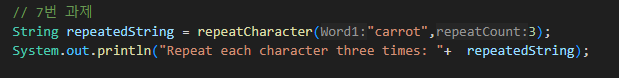 // 7번 과제
String repeatedString = repeatCharacter(Word1:"carrot",repeatCount:3);
System.out.println("Repeat each character three times: "+  repeatedString);